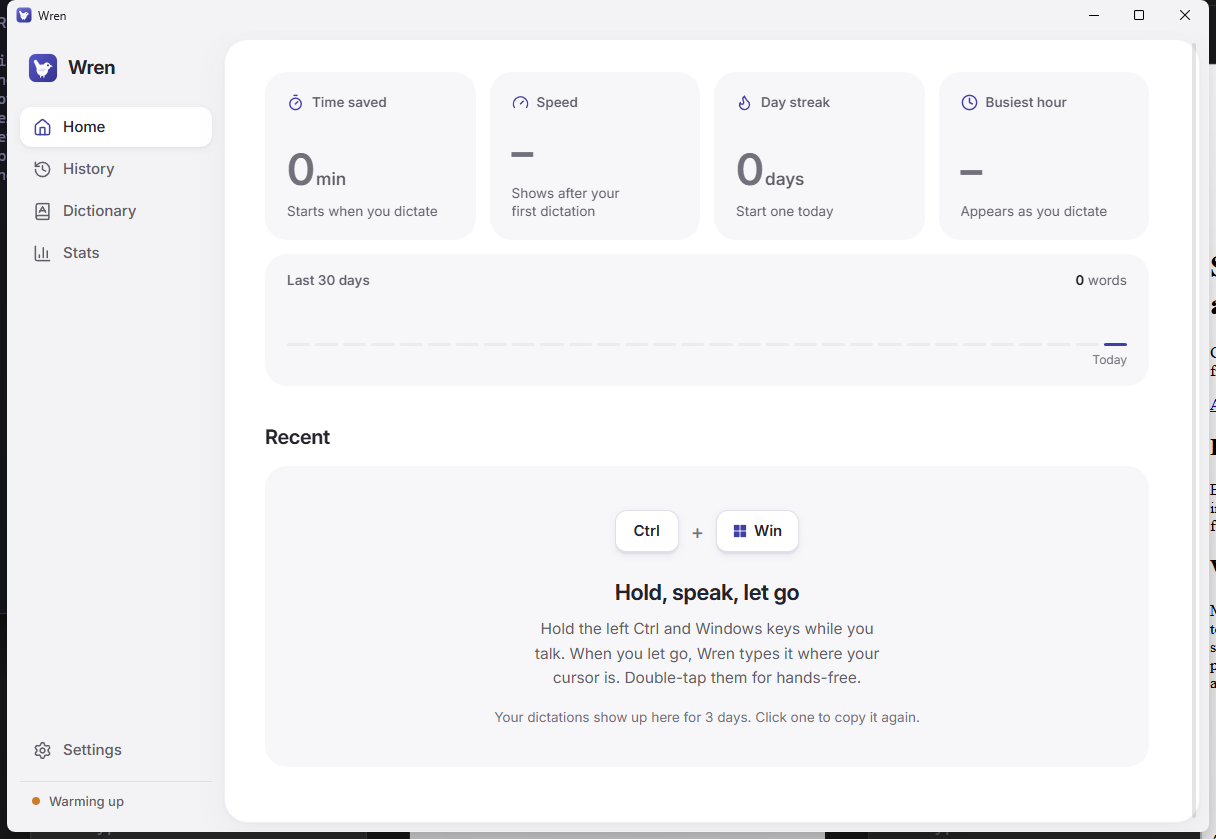 Wren
Wren
Home
History
Dictionary
Stats
Settings
Warming up
Time saved
0 min
Starts when you dictate
Speed
–
Shows after your
first dictation
Day streak
0 days
Start one today
Busiest hour
–
Appears as you dictate
Last 30 days
0 words
Today
Recent
Ctrl + Win
Hold, speak, let go
Hold the left Ctrl and Windows keys while you
talk. When you let go, Wren types it where your
cursor is. Double-tap them for hands-free.
Your dictations show up here for 3 days. Click one to copy it again.